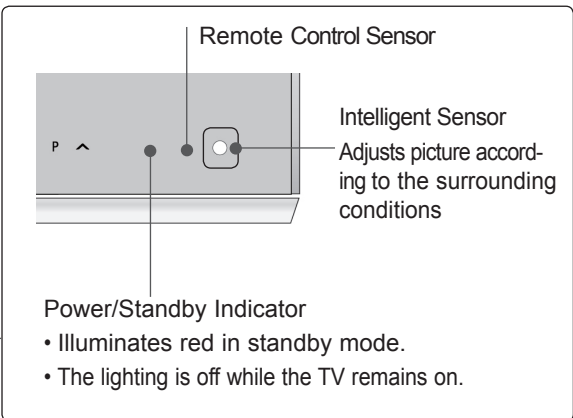 Remote Control Sensor
Intelligent Sensor
Adjusts picture accord-
ing to the surrounding
conditions
P
Power/Standby Indicator
• Illuminates red in standby mode.
• The lighting is off while the TV remains on.